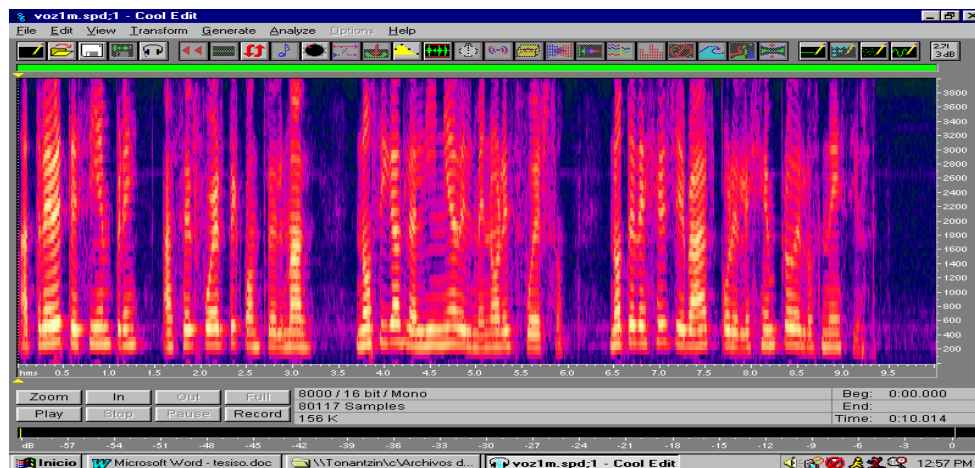 voz1m.spd;1 - Cool Edit
File Edit View Transform Generate Analyze Options Help
2.71
3 dB
3800
3600
3400
3200
3000
2800
2600
2400
2200
2000
1800
1600
1400
1200
1000
800
600
400
200
hms 0.5 1.0 1.5 2.0 2.5 3.0 3.5 4.0 4.5 5.0 5.5 6.0 6.5 7.0 7.5 8.0 8.5 9.0 9.5
Zoom In Out Full 8000 / 16 bit / Mono Beg: 0:00.000
80117 Samples End:
Play Stop Pause Record 156 K Time: 0:10.014
dB -57 -54 -51 -48 -45 -42 -39 -36 -33 -30 -27 -24 -21 -18 -15 -12 -9 -6 -3 0
Inicio Microsoft Word - tesiso.doc \\Tonantzin\c\Archivos d... voz1m.spd;1 - Cool Edit 12:57 PM